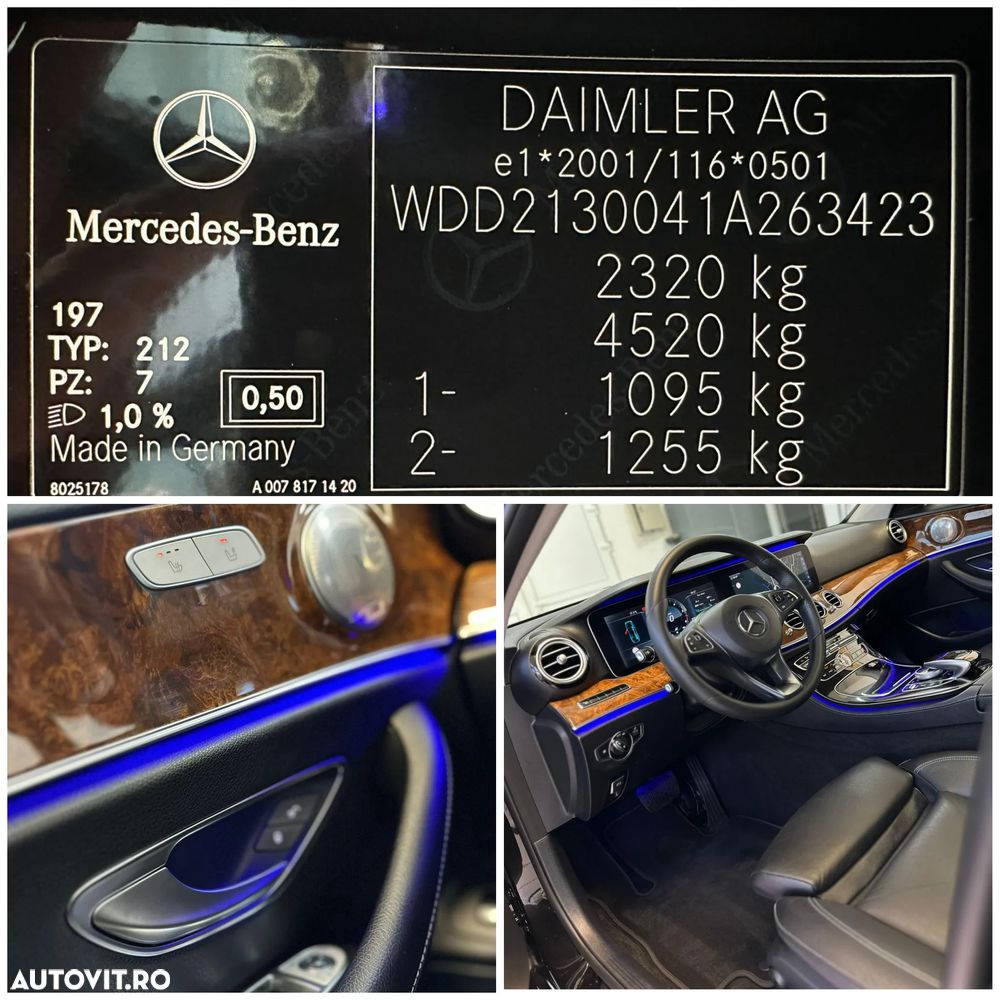 DAIMLER AG
e1*2001/116*0501
WDD2130041A263423
2320 kg
4520 kg
1- 1095 kg
2- 1255 kg
Mercedes-Benz
197
TYP: 212
PZ: 7
1,0 %
0,50
Made in Germany
8025178
A 007 817 14 20
AUTOVIT.RO